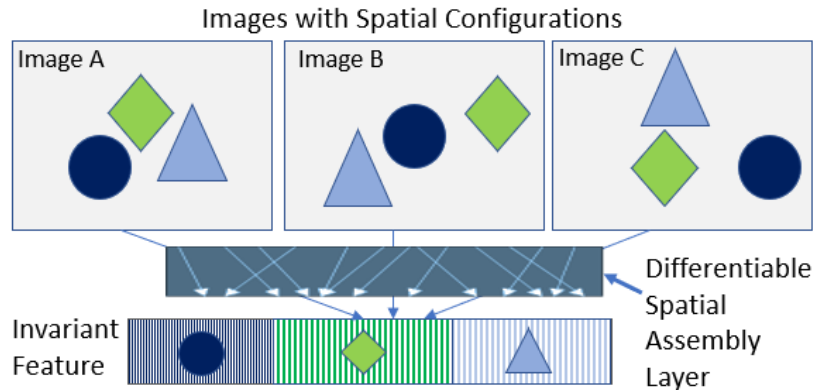 Images with Spatial Configurations
Image A
Image B
Image C
Differentiable
Spatial
Assembly
Layer
Invariant
Feature